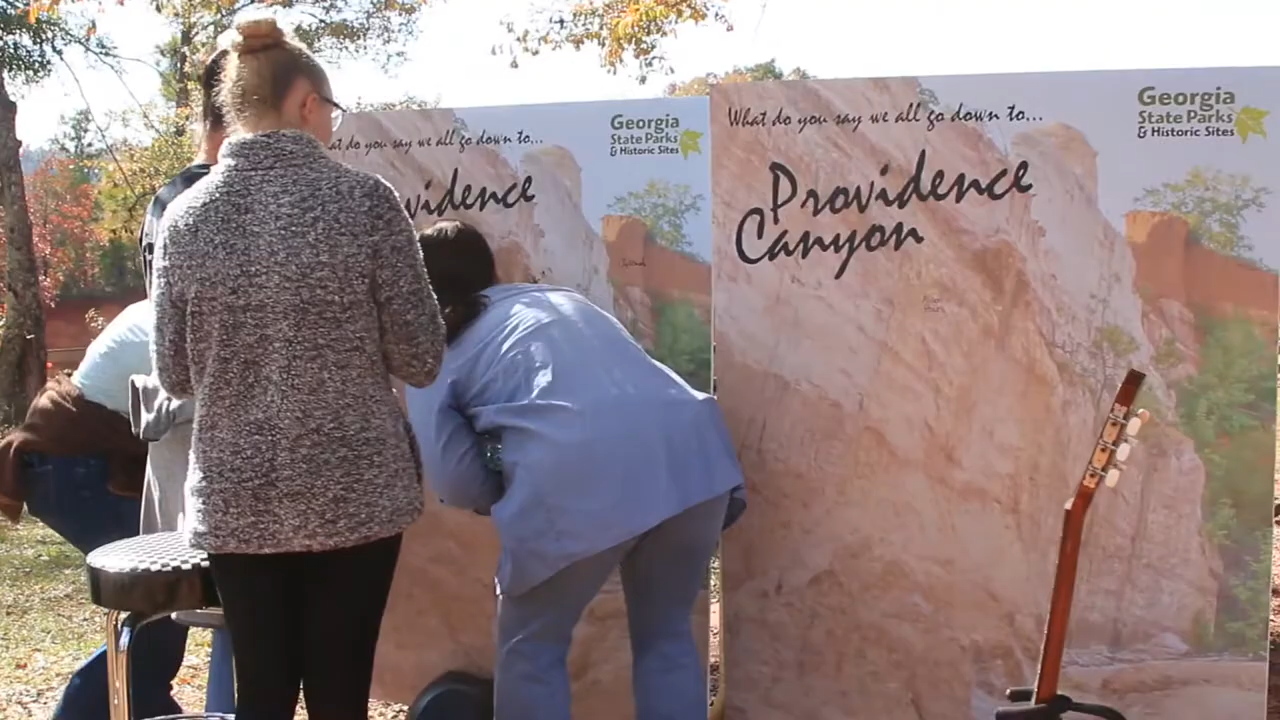 at do you say we all go down to...
vidence
Georgia
State Parks
& Historic Sites
What do you say we all go down to...
Providence
Canyon
Georgia
State Parks
& Historic Sites